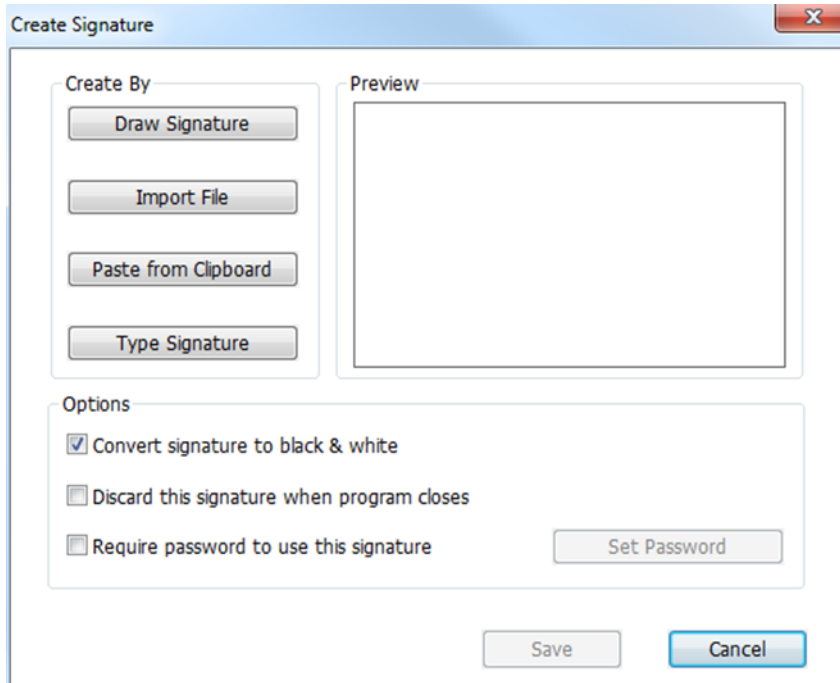 Create Signature
Create By
Draw Signature
Import File
Paste from Clipboard
Type Signature
Preview
Options
Convert signature to black & white
Discard this signature when program closes
Require password to use this signature
Set Password
Save
Cancel